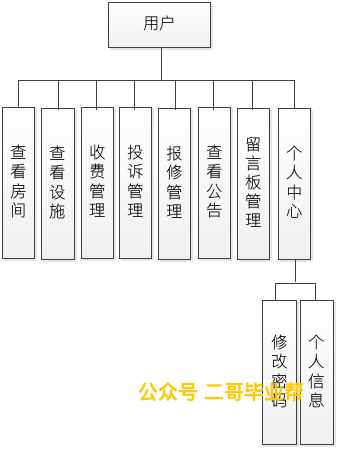 用户
查看房间
查看设施
收费管理
投诉管理
报修管理
查看公告
留言板管理
个人中心
修改密码
个人信息
公众号 二哥毕业帮